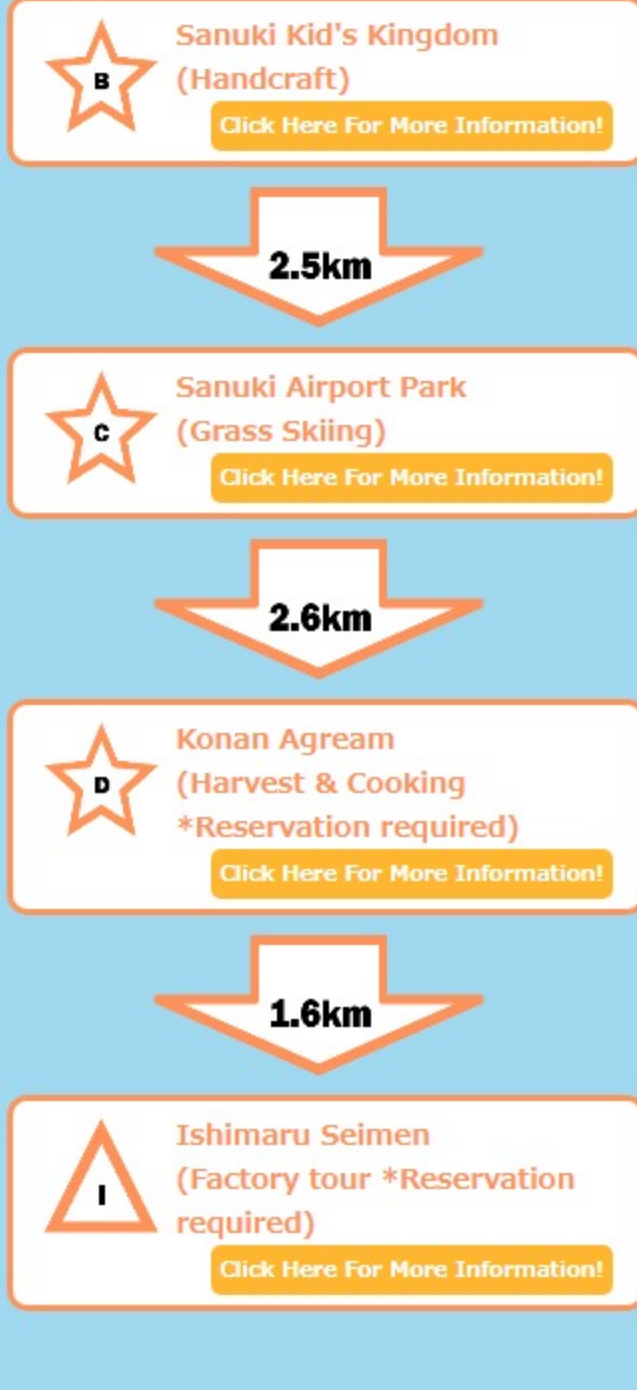 B
Sanuki Kid's Kingdom
(Handcraft)
Click Here For More Information!
2.5km
C
Sanuki Airport Park
(Grass Skiing)
Click Here For More Information!
2.6km
D
Konan Agream
(Harvest & Cooking
*Reservation required)
Click Here For More Information!
1.6km
I
Ishimaru Seimen
(Factory tour *Reservation
required)
Click Here For More Information!